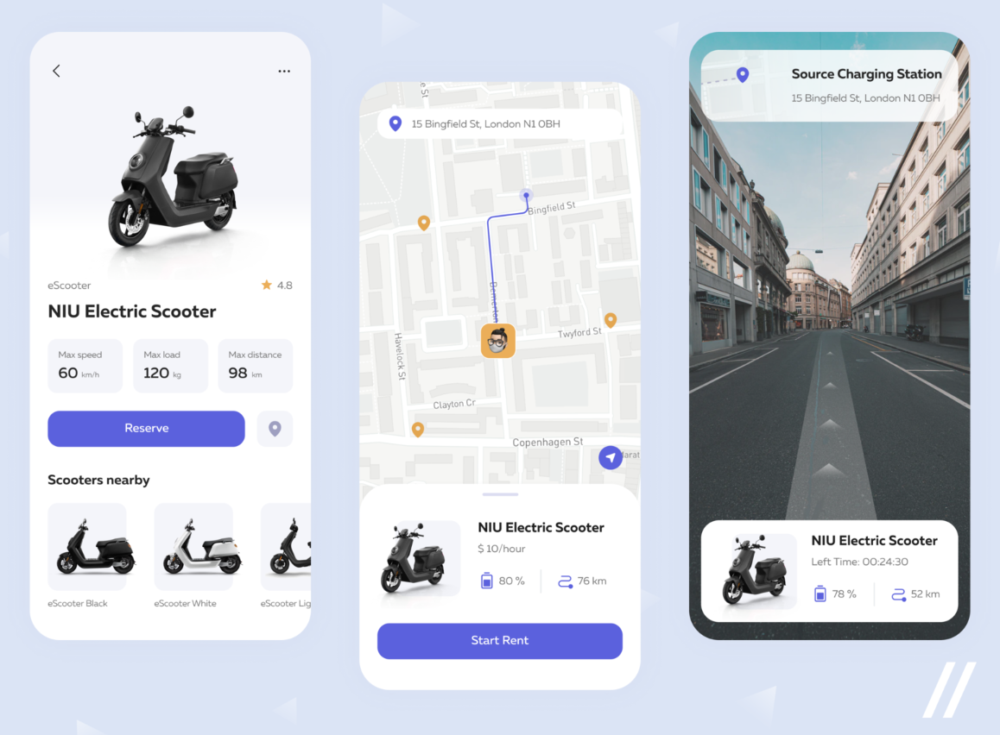 eScooter
4.8
NIU Electric Scooter
Max speed
60 km/h
Max load
120 kg
Max distance
98 km
Reserve
Scooters nearby
eScooter Black
eScooter White
eScooter Lig
15 Bingfield St, London N1 0BH
Bingfield St
Bemerton
Twyford St
Havelock St
Clayton Cr
Copenhagen St
NIU Electric Scooter
$ 10/hour
80 %
76 km
Start Rent
Source Charging Station
15 Bingfield St, London N1 0BH
NIU Electric Scooter
Left Time: 00:24:30
78 %
52 km